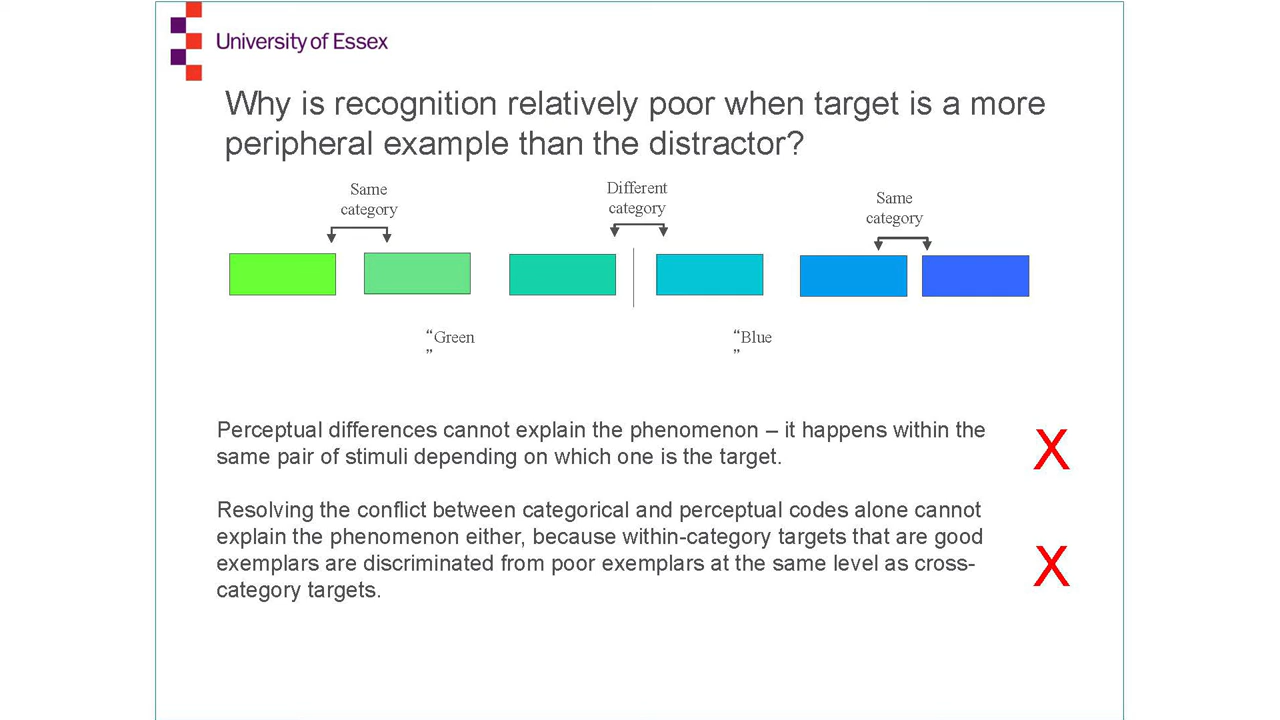 University of Essex
Why is recognition relatively poor when target is a more
peripheral example than the distractor?
Same
category
Different
category
Same
category
“Green
”
“Blue
”
Perceptual differences cannot explain the phenomenon – it happens within the
same pair of stimuli depending on which one is the target.
X
Resolving the conflict between categorical and perceptual codes alone cannot
explain the phenomenon either, because within-category targets that are good
exemplars are discriminated from poor exemplars at the same level as cross-
category targets.
X